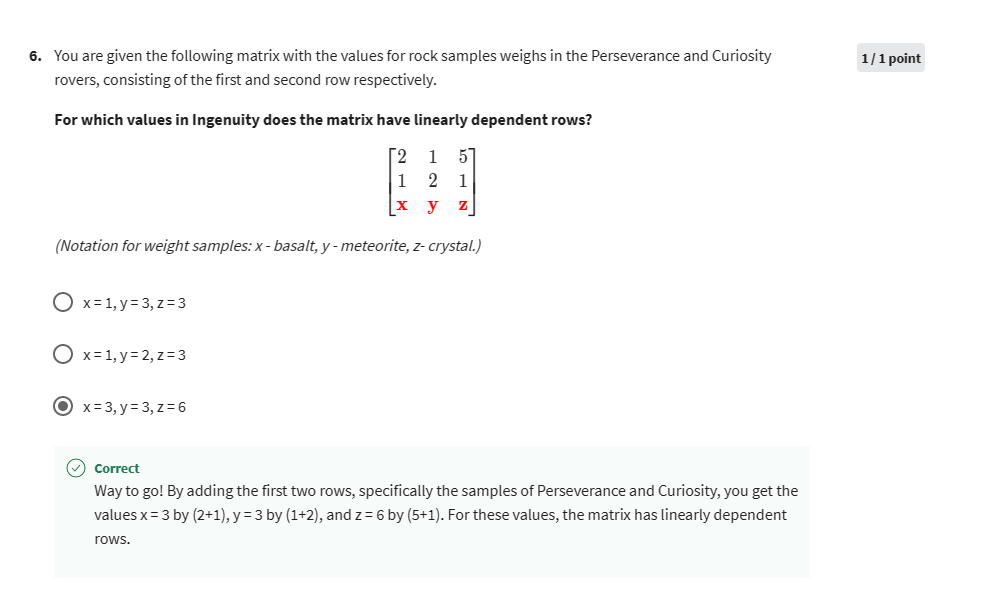 6. You are given the following matrix with the values for rock samples weighs in the Perseverance and Curiosity 1 / 1 point
rovers, consisting of the first and second row respectively.
For which values in Ingenuity does the matrix have linearly dependent rows?
2 1 5
1 2 1
x y z
(Notation for weight samples: x - basalt, y - meteorite, z- crystal.)
x = 1, y = 3, z = 3
x = 1, y = 2, z = 3
x = 3, y = 3, z = 6
Correct
Way to go! By adding the first two rows, specifically the samples of Perseverance and Curiosity, you get the
values x = 3 by (2+1), y = 3 by (1+2), and z = 6 by (5+1). For these values, the matrix has linearly dependent
rows.